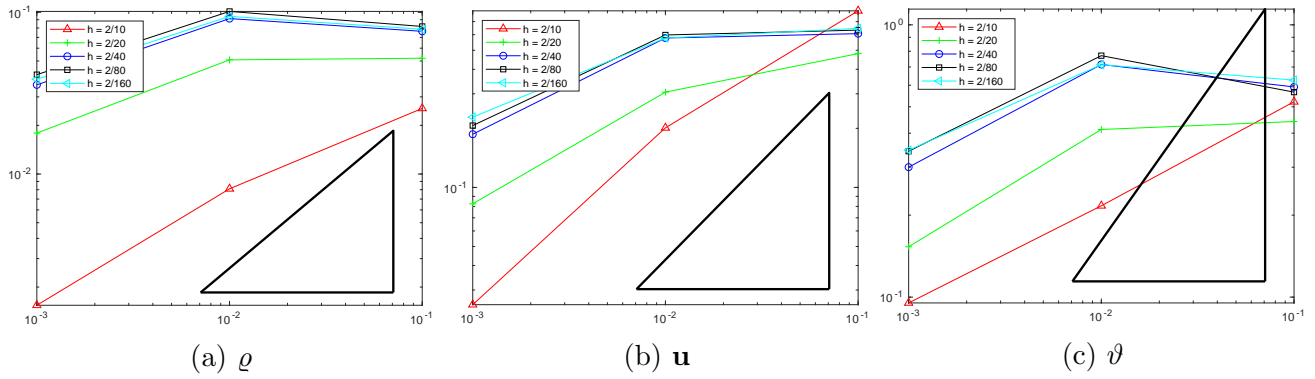 10^-1
h = 2/10
h = 2/20
h = 2/40
h = 2/80
h = 2/160
10^-2
10^-3 10^-2 10^-1
(a) ϱ
h = 2/10
h = 2/20
h = 2/40
h = 2/80
h = 2/160
10^-1
10^-3 10^-2 10^-1
(b) u
10^0
h = 2/10
h = 2/20
h = 2/40
h = 2/80
h = 2/160
10^-1
10^-3 10^-2 10^-1
(c) ϑ